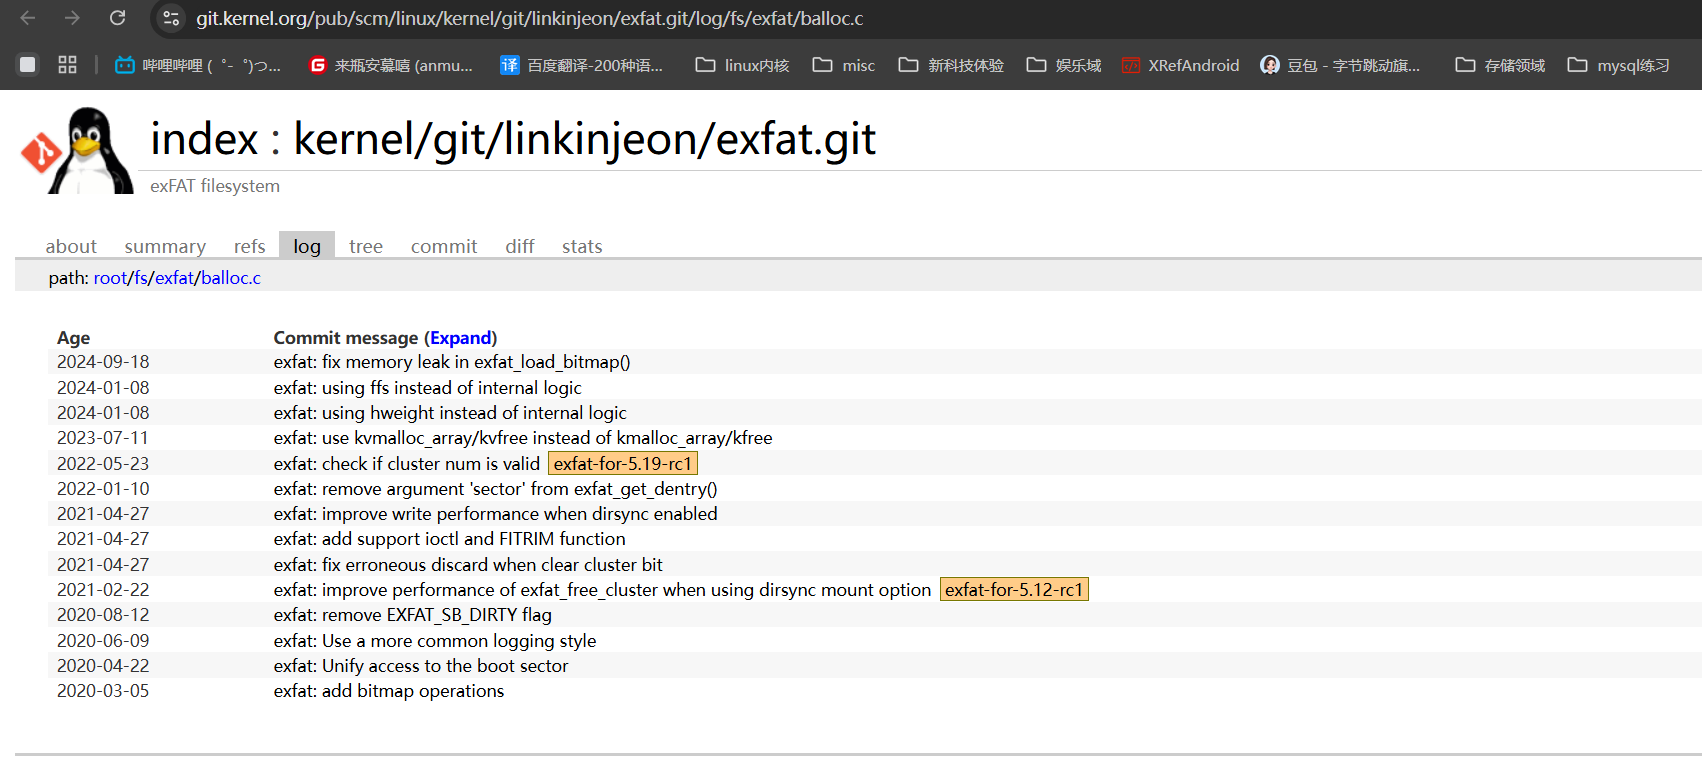 git.kernel.org/pub/scm/linux/kernel/git/linkinjeon/exfat.git/log/fs/exfat/balloc.c
哔哩哔哩 (゜-゜)つ... 来瓶安慕嘻 (anmu... 译 百度翻译-200种语... linux内核 misc 新科技体验 娱乐域 XRefAndroid 豆包 - 字节跳动旗... 存储领域 mysql练习
index : kernel/git/linkinjeon/exfat.git
exFAT filesystem
about summary refs log tree commit diff stats
path: root/fs/exfat/balloc.c
Age Commit message (Expand)
2024-09-18 exfat: fix memory leak in exfat_load_bitmap()
2024-01-08 exfat: using ffs instead of internal logic
2024-01-08 exfat: using hweight instead of internal logic
2023-07-11 exfat: use kvmalloc_array/kvfree instead of kmalloc_array/kfree
2022-05-23 exfat: check if cluster num is valid exfat-for-5.19-rc1
2022-01-10 exfat: remove argument 'sector' from exfat_get_dentry()
2021-04-27 exfat: improve write performance when dirsync enabled
2021-04-27 exfat: add support ioctl and FITRIM function
2021-04-27 exfat: fix erroneous discard when clear cluster bit
2021-02-22 exfat: improve performance of exfat_free_cluster when using dirsync mount option exfat-for-5.12-rc1
2020-08-12 exfat: remove EXFAT_SB_DIRTY flag
2020-06-09 exfat: Use a more common logging style
2020-04-22 exfat: Unify access to the boot sector
2020-03-05 exfat: add bitmap operations